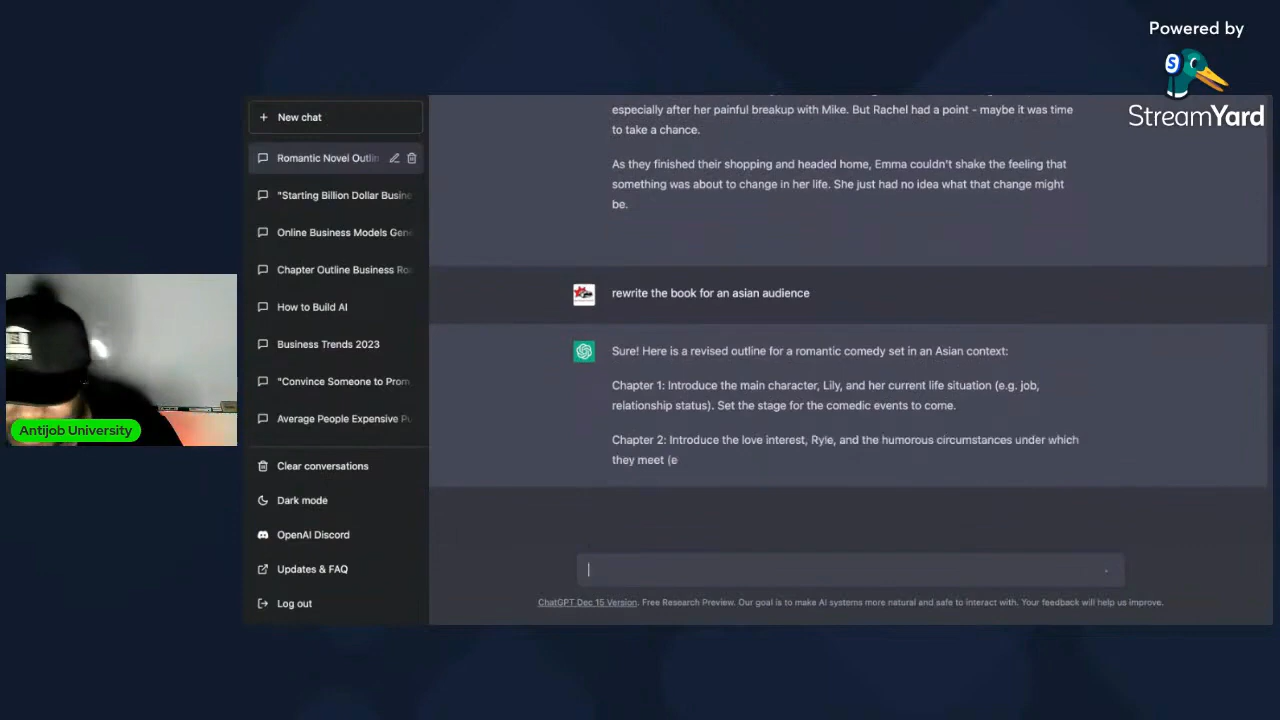 Powered by
S
StreamYard
New chat
Romantic Novel Outlin
"Starting Billion Dollar Busine
Online Business Models Gen
Chapter Outline Business Ro
How to Build AI
Business Trends 2023
"Convince Someone to Prom
Average People Expensive Pu
Clear conversations
Dark mode
OpenAI Discord
Updates & FAQ
Log out
especially after her painful breakup with Mike. But Rachel had a point - maybe it was time
to take a chance.
As they finished their shopping and headed home, Emma couldn't shake the feeling that
something was about to change in her life. She just had no idea what that change might
be.
rewrite the book for an asian audience
Sure! Here is a revised outline for a romantic comedy set in an Asian context:
Chapter 1: Introduce the main character, Lily, and her current life situation (e.g. job,
relationship status). Set the stage for the comedic events to come.
Chapter 2: Introduce the love interest, Ryle, and the humorous circumstances under which
they meet (e
ChatGPT Dec 15 Version. Free Research Preview. Our goal is to make AI systems more natural and safe to interact with. Your feedback will help us improve.
Antijob University